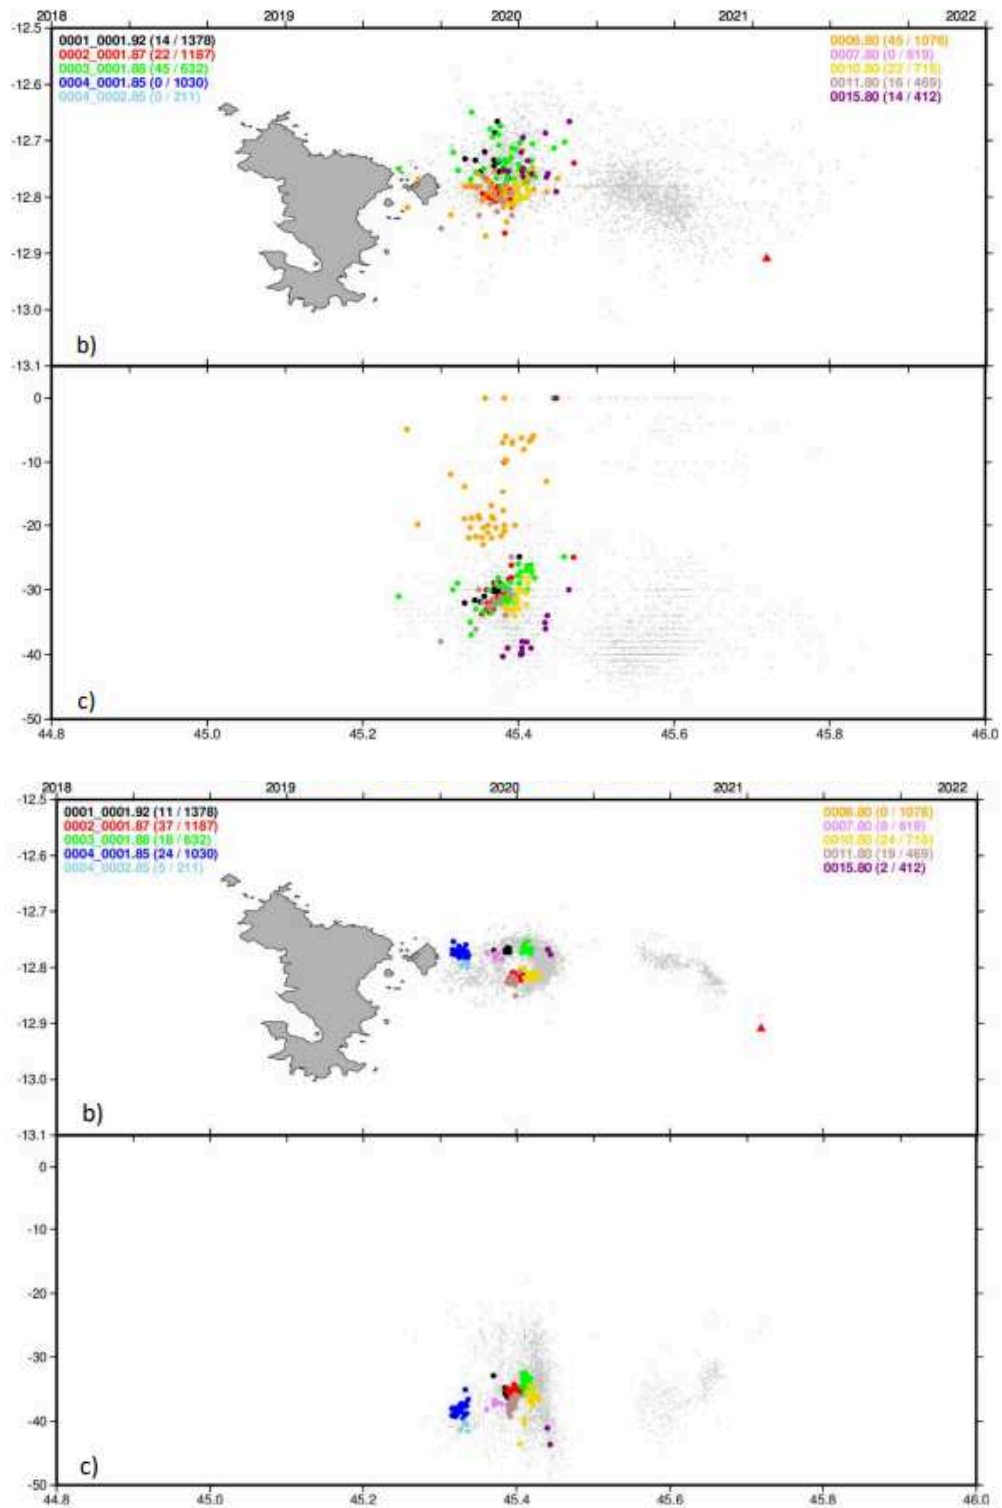 2018 2019 2020 2021 2022
-12.5
0001_0001.92 (14 / 1378) 0006.80 (45 / 1076)
0002_0001.87 (22 / 1187) 0007.80 (0 / 619)
0003_0001.88 (45 / 632) 0010.80 (22 / 716)
0004_0001.85 (0 / 1030) 0011.80 (16 / 469)
0004_0002.85 (0 / 211) 0015.80 (14 / 412)
-12.6
-12.7
-12.8
-12.9
-13.0
b)
-13.1
0
-10
-20
-30
-40
c)
-50
44.8 45.0 45.2 45.4 45.6 45.8 46.0
2018 2019 2020 2021 2022
-12.5
0001_0001.92 (11 / 1378) 0006.80 (0 / 1076)
0002_0001.87 (37 / 1187) 0007.80 (8 / 619)
0003_0001.88 (18 / 632) 0010.80 (24 / 716)
0004_0001.85 (24 / 1030) 0011.80 (19 / 469)
0004_0002.85 (5 / 211) 0015.80 (2 / 412)
-12.6
-12.7
-12.8
-12.9
-13.0
b)
-13.1
0
-10
-20
-30
-40
c)
-50
44.8 45.0 45.2 45.4 45.6 45.8 46.0